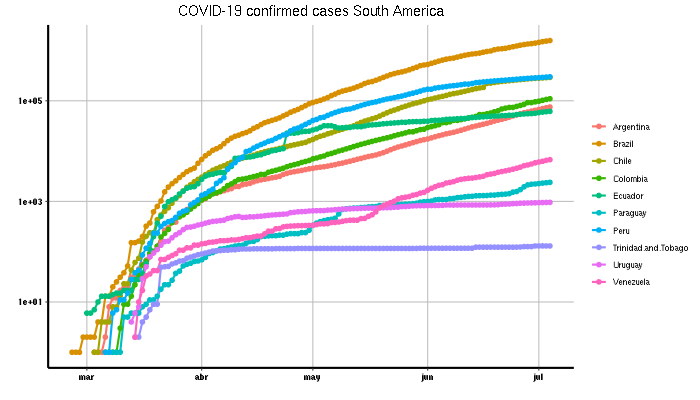 COVID-19 confirmed cases South America
1e+05
1e+03
1e+01
mar
abr
may
jun
jul
Argentina
Brazil
Chile
Colombia
Ecuador
Paraguay
Peru
Trinidad.and.Tobago
Uruguay
Venezuela